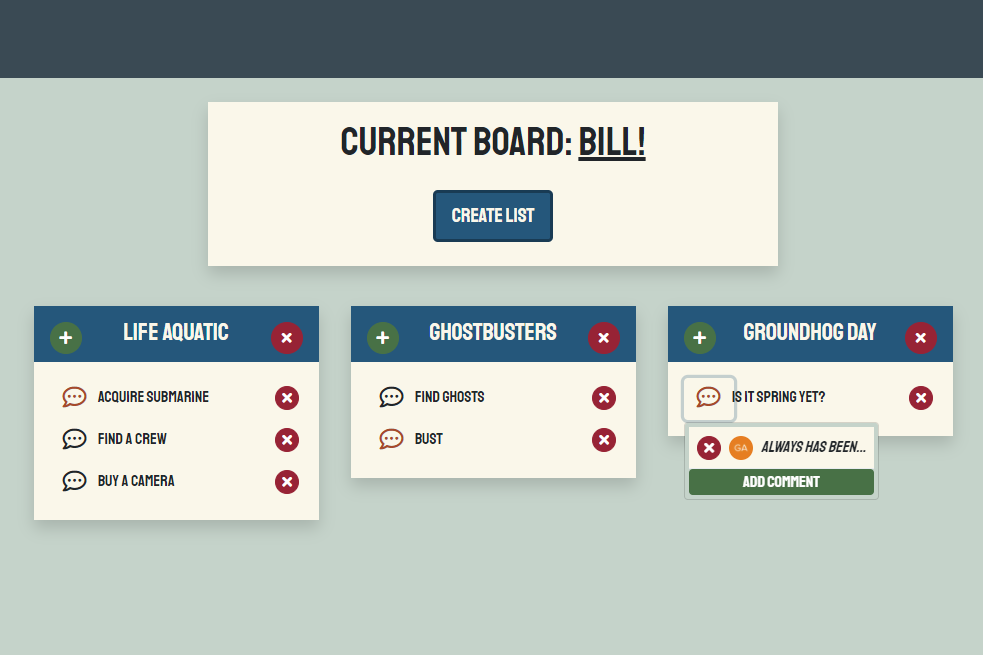 CURRENT BOARD: BILL!
CREATE LIST
LIFE AQUATIC
ACQUIRE SUBMARINE
FIND A CREW
BUY A CAMERA
GHOSTBUSTERS
FIND GHOSTS
BUST
GROUNDHOG DAY
IS IT SPRING YET?
GA ALWAYS HAS BEEN...
ADD COMMENT